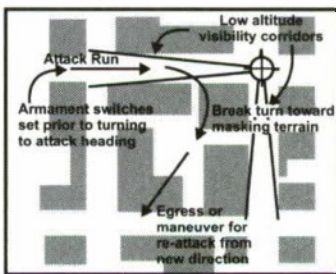 Low altitude
visibility corridors
Attack Run
Armament switches
set prior to turning
to attack heading
Break turn toward
masking terrain
Egress or
maneuver for
re-attack from
new direction